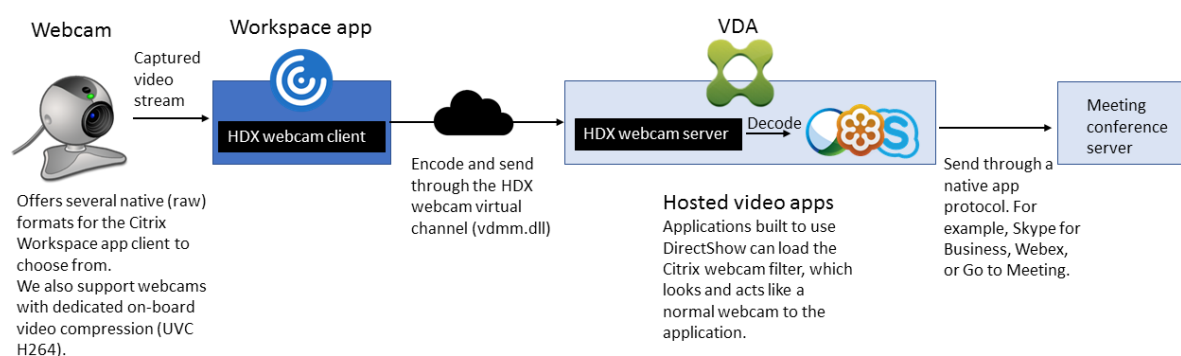 Webcam
Captured
video
stream
Offers several native (raw)
formats for the Citrix
Workspace app client to
choose from.
We also support webcams
with dedicated on-board
video compression (UVC
H264).
Workspace app
HDX webcam client
Encode and send
through the HDX
webcam virtual
channel (vdmm.dll)
VDA
HDX webcam server
Decode
S
Hosted video apps
Applications built to use
DirectShow can load the
Citrix webcam filter, which
looks and acts like a
normal webcam to the
application.
Send through a
native app
protocol. For
example, Skype for
Business, Webex,
or Go to Meeting.
Meeting
conference
server